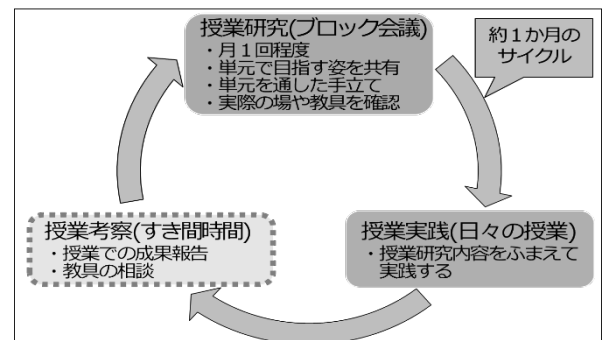 授業研究(ブロック会議)
・月１回程度
・単元で目指す姿を共有
・単元を通した手立て
・実際の場や教具を確認
約１か月の
サイクル
授業実践(日々の授業)
・授業研究内容をふまえて
実践する
授業考察(すき間時間)
・授業での成果報告
・教具の相談